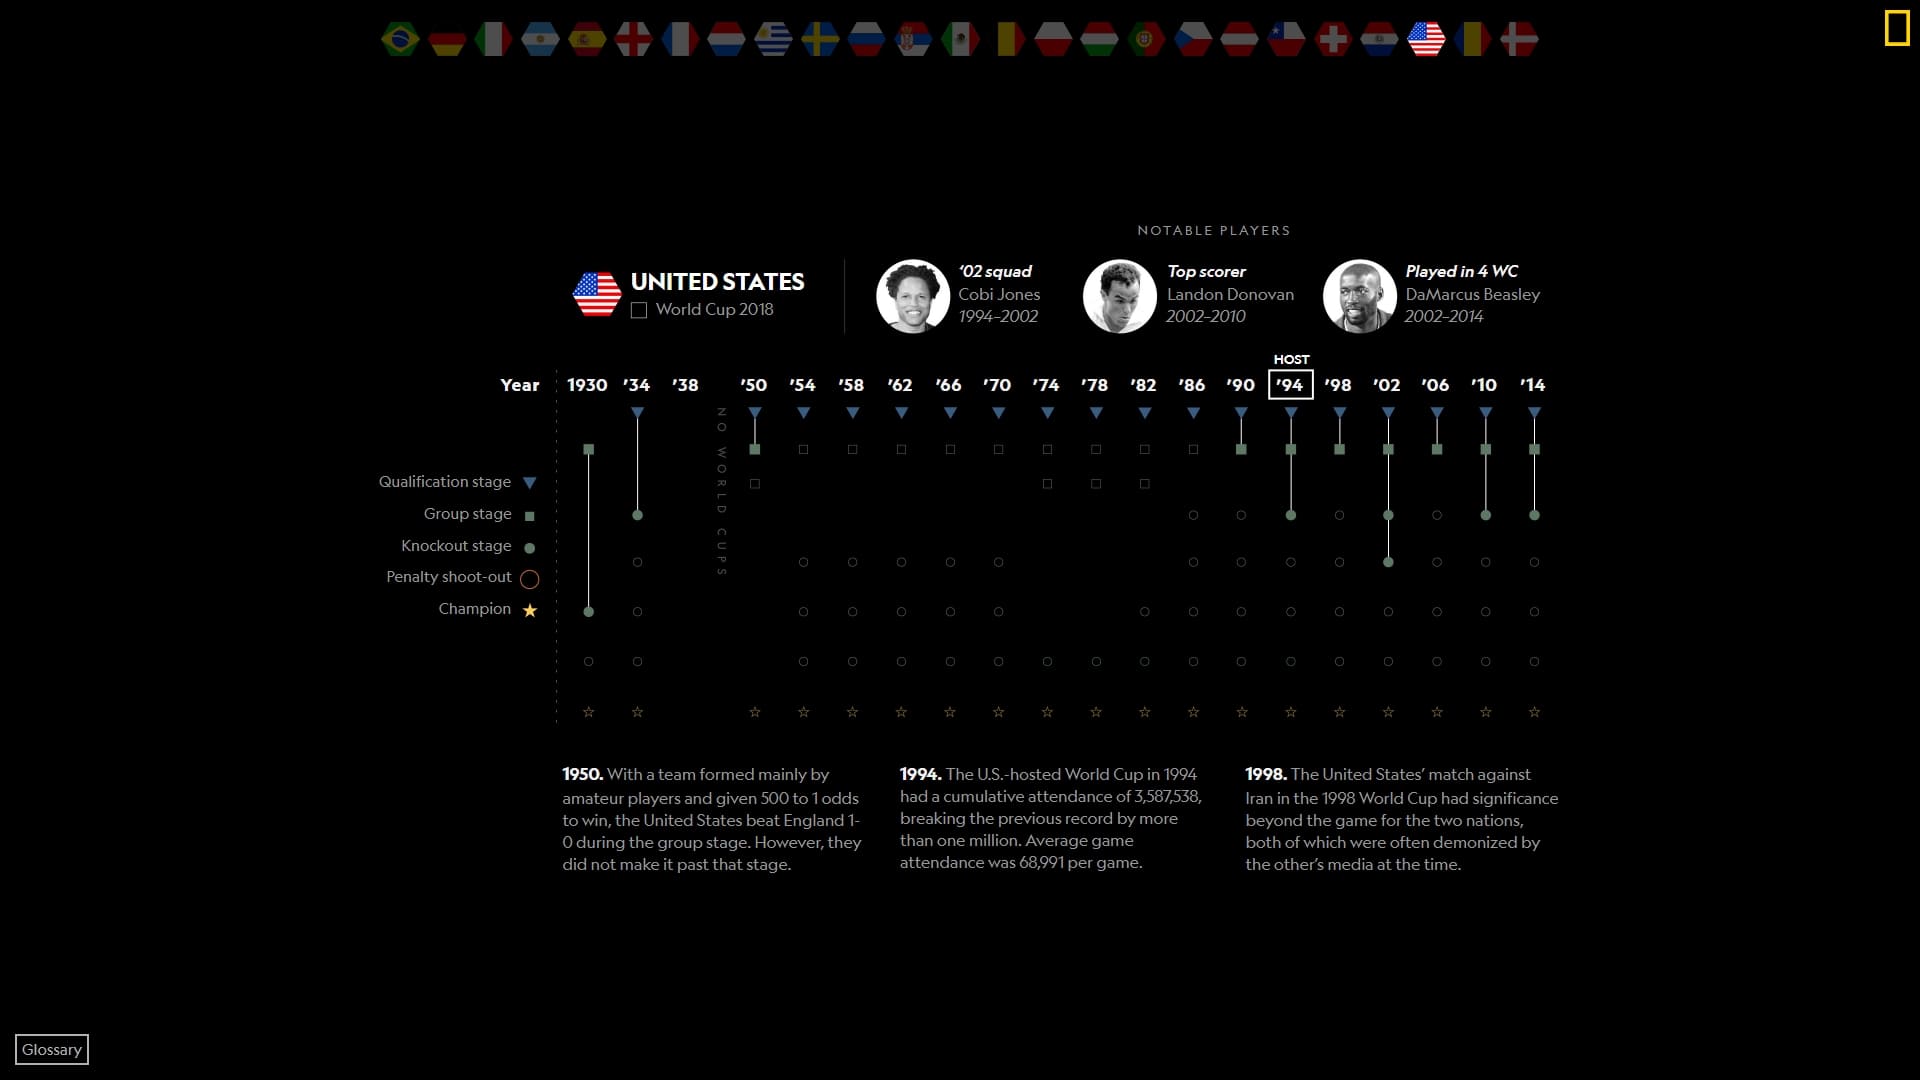 NOTABLE PLAYERS
UNITED STATES
World Cup 2018
‘02 squad
Cobi Jones
1994–2002
Top scorer
Landon Donovan
2002–2010
Played in 4 WC
DaMarcus Beasley
2002–2014
HOST
Year 1930 ’34 ’38 ’50 ’54 ’58 ’62 ’66 ’70 ’74 ’78 ’82 ’86 ’90 ’94 ’98 ’02 ’06 ’10 ’14
NO WORLD CUPS
Qualification stage
Group stage
Knockout stage
Penalty shoot-out
Champion
1950. With a team formed mainly by
amateur players and given 500 to 1 odds
to win, the United States beat England 1-
0 during the group stage. However, they
did not make it past that stage.
1994. The U.S.-hosted World Cup in 1994
had a cumulative attendance of 3,587,538,
breaking the previous record by more
than one million. Average game
attendance was 68,991 per game.
1998. The United States’ match against
Iran in the 1998 World Cup had significance
beyond the game for the two nations,
both of which were often demonized by
the other’s media at the time.
Glossary